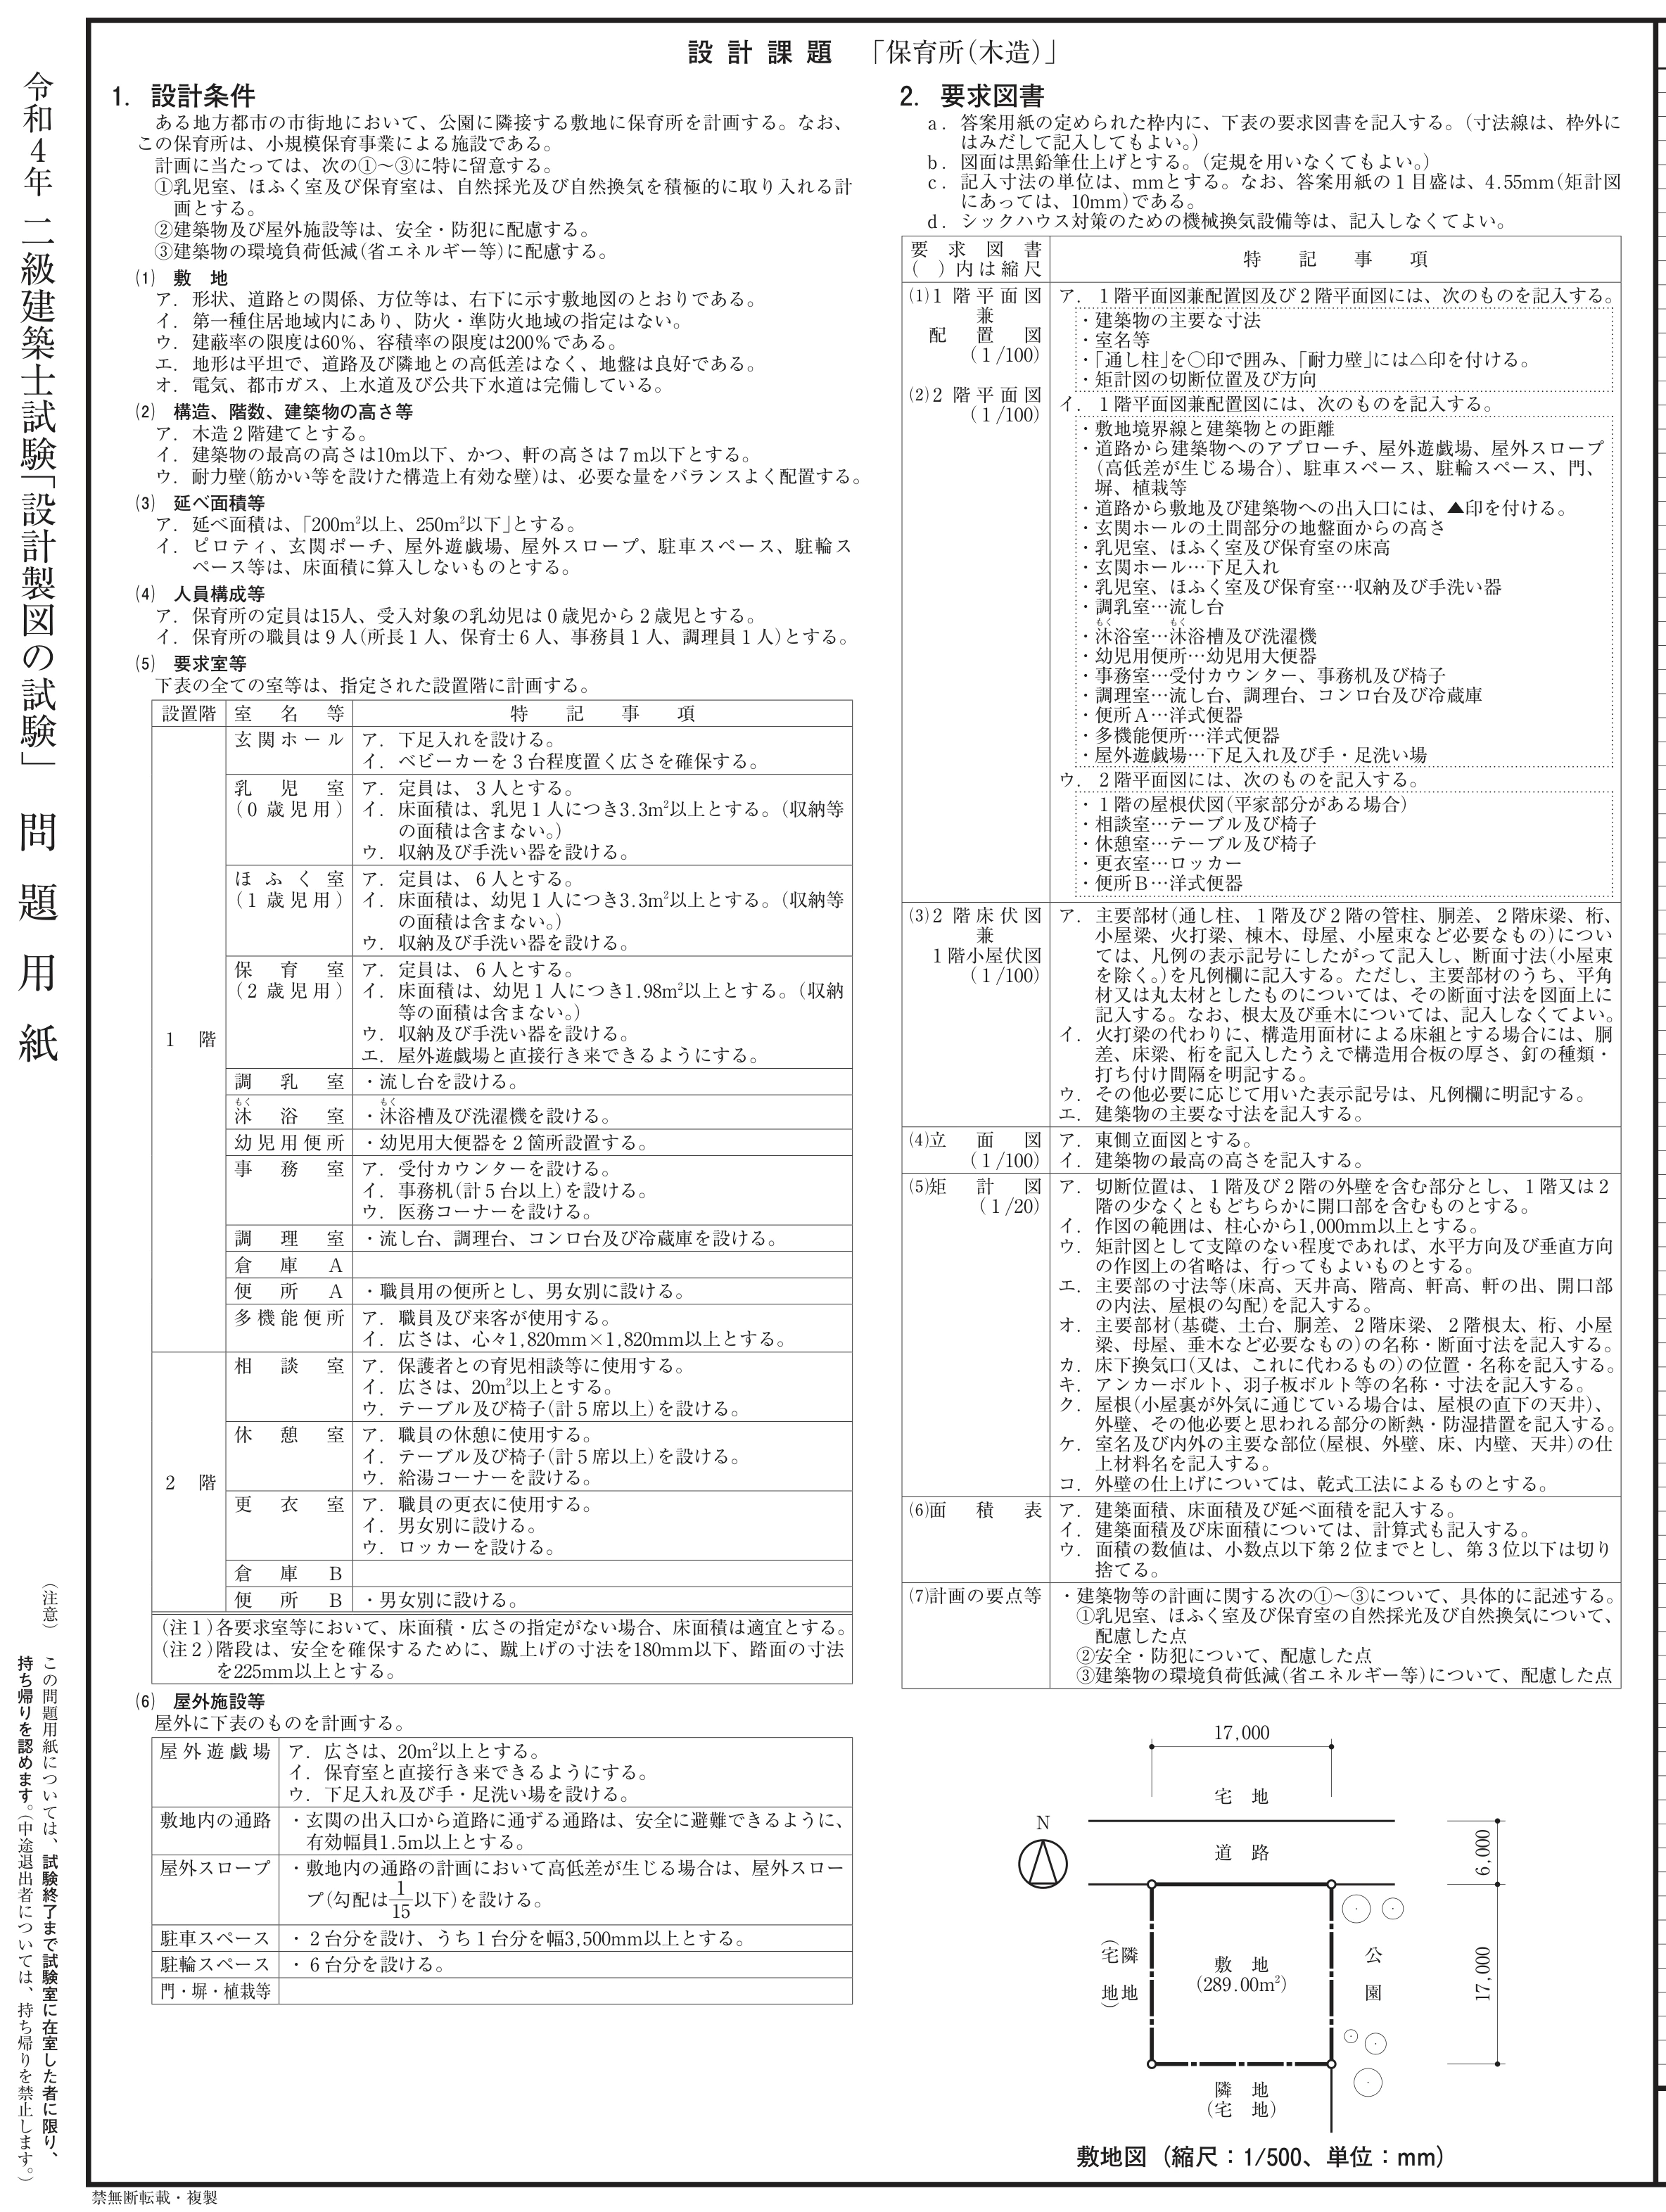 令和4年 二級建築士試験「設計製図の試験」 問題用紙
(注意) この問題用紙については、試験終了まで試験室に在室した者に限り、
持ち帰りを認めます。(中途退出者については、持ち帰りを禁止します。)
設計課題 「保育所(木造)」
1. 設計条件
ある地方都市の市街地において、公園に隣接する敷地に保育所を計画する。なお、
この保育所は、小規模保育事業による施設である。
計画に当たっては、次の①〜③に特に留意する。
①乳児室、ほふく室及び保育室は、自然採光及び自然換気を積極的に取り入れる計
画とする。
②建築物及び屋外施設等は、安全・防犯に配慮する。
③建築物の環境負荷低減(省エネルギー等)に配慮する。
(1) 敷 地
ア. 形状、道路との関係、方位等は、右下に示す敷地図のとおりである。
イ. 第一種住居地域内にあり、防火・準防火地域の指定はない。
ウ. 建蔽率の限度は60%、容積率の限度は200%である。
エ. 地形は平坦で、道路及び隣地との高低差はなく、地盤は良好である。
オ. 電気、都市ガス、上水道及び公共下水道は完備している。
(2) 構造、階数、建築物の高さ等
ア. 木造2階建てとする。
イ. 建築物の最高の高さは10m以下、かつ、軒の高さは7m以下とする。
ウ. 耐力壁(筋かい等を設けた構造上有効な壁)は、必要な量をバランスよく配置する。
(3) 延べ面積等
ア. 延べ面積は、「200m²以上、250m²以下」とする。
イ. ピロティ、玄関ポーチ、屋外遊戯場、屋外スロープ、駐車スペース、駐輪ス
ペース等は、床面積に算入しないものとする。
(4) 人員構成等
ア. 保育所の定員は15人、受入対象の乳幼児は0歳児から2歳児とする。
イ. 保育所の職員は9人(所長1人、保育士6人、事務員1人、調理員1人)とする。
(5) 要求室等
下表の全ての室等は、指定された設置階に計画する。
設置階 室名等 特記事項
1 階
玄関ホール ア. 下足入れを設ける。
イ. ベビーカーを3台程度置く広さを確保する。
乳児室 ア. 定員は、3人とする。
(0歳児用) イ. 床面積は、乳児1人につき3.3m²以上とする。(収納等
の面積は含まない。)
ウ. 収納及び手洗い器を設ける。
ほふく室 ア. 定員は、6人とする。
(1歳児用) イ. 床面積は、幼児1人につき3.3m²以上とする。(収納等
の面積は含まない。)
ウ. 収納及び手洗い器を設ける。
保育室 ア. 定員は、6人とする。
(2歳児用) イ. 床面積は、幼児1人につき1.98m²以上とする。(収納
等の面積は含まない。)
ウ. 収納及び手洗い器を設ける。
エ. 屋外遊戯場と直接行き来できるようにする。
調乳室 ・流し台を設ける。
もく もく
沐浴室 ・沐浴槽及び洗濯機を設ける。
幼児用便所 ・幼児用大便器を2箇所設置する。
事務室 ア. 受付カウンターを設ける。
イ. 事務机(計5台以上)を設ける。
ウ. 医務コーナーを設ける。
調理室 ・流し台、調理台、コンロ台及び冷蔵庫を設ける。
倉庫A
便所A ・職員用の便所とし、男女別に設ける。
多機能便所 ア. 職員及び来客が使用する。
イ. 広さは、心々1,820mm×1,820mm以上とする。
2 階
相談室 ア. 保護者との育児相談等に使用する。
イ. 広さは、20m²以上とする。
ウ. テーブル及び椅子(計5席以上)を設ける。
休憩室 ア. 職員の休憩に使用する。
イ. テーブル及び椅子(計5席以上)を設ける。
ウ. 給湯コーナーを設ける。
更衣室 ア. 職員の更衣に使用する。
イ. 男女別に設ける。
ウ. ロッカーを設ける。
倉庫B
便所B ・男女別に設ける。
(注1)各要求室等において、床面積・広さの指定がない場合、床面積は適宜とする。
(注2)階段は、安全を確保するために、蹴上げの寸法を180mm以下、踏面の寸法
を225mm以上とする。
(6) 屋外施設等
屋外に下表のものを計画する。
屋外遊戯場 ア. 広さは、20m²以上とする。
イ. 保育室と直接行き来できるようにする。
ウ. 下足入れ及び手・足洗い場を設ける。
敷地内の通路 ・玄関の出入口から道路に通ずる通路は、安全に避難できるように、
有効幅員1.5m以上とする。
屋外スロープ ・敷地内の通路の計画において高低差が生じる場合は、屋外スロー
プ(勾配は1/15以下)を設ける。
駐車スペース ・2台分を設け、うち1台分を幅3,500mm以上とする。
駐輪スペース ・6台分を設ける。
門・塀・植栽等
2. 要求図書
a. 答案用紙の定められた枠内に、下表の要求図書を記入する。(寸法線は、枠外に
はみだして記入してもよい。)
b. 図面は黒鉛筆仕上げとする。(定規を用いなくてもよい。)
c. 記入寸法の単位は、mmとする。なお、答案用紙の1目盛は、4.55mm(矩計図
にあっては、10mm)である。
d. シックハウス対策のための機械換気設備等は、記入しなくてよい。
要求図書
( )内は縮尺 特記事項
(1)1階平面図
兼
配置図
(1/100)
(2)2階平面図
(1/100)
ア. 1階平面図兼配置図及び2階平面図には、次のものを記入する。
・建築物の主要な寸法
・室名等
・「通し柱」を○印で囲み、「耐力壁」には△印を付ける。
・矩計図の切断位置及び方向
イ. 1階平面図兼配置図には、次のものを記入する。
・敷地境界線と建築物との距離
・道路から建築物へのアプローチ、屋外遊戯場、屋外スロープ
(高低差が生じる場合)、駐車スペース、駐輪スペース、門、
塀、植栽等
・道路から敷地及び建築物への出入口には、▲印を付ける。
・玄関ホールの土間部分の地盤面からの高さ
・乳児室、ほふく室及び保育室の床高
・玄関ホール…下足入れ
・乳児室、ほふく室及び保育室…収納及び手洗い器
・調乳室…流し台
もく もく
・沐浴室…沐浴槽及び洗濯機
・幼児用便所…幼児用大便器
・事務室…受付カウンター、事務机及び椅子
・調理室…流し台、調理台、コンロ台及び冷蔵庫
・便所A…洋式便器
・多機能便所…洋式便器
・屋外遊戯場…下足入れ及び手・足洗い場
ウ. 2階平面図には、次のものを記入する。
・1階の屋根伏図(平家部分がある場合)
・相談室…テーブル及び椅子
・休憩室…テーブル及び椅子
・更衣室…ロッカー
・便所B…洋式便器
(3)2階床伏図
兼
1階小屋伏図
(1/100)
ア. 主要部材(通し柱、1階及び2階の管柱、胴差、2階床梁、桁、
小屋梁、火打梁、棟木、母屋、小屋束など必要なもの)につい
ては、凡例の表示記号にしたがって記入し、断面寸法(小屋束
を除く。)を凡例欄に記入する。ただし、主要部材のうち、平角
材又は丸太材としたものについては、その断面寸法を図面上に
記入する。なお、根太及び垂木については、記入しなくてよい。
イ. 火打梁の代わりに、構造用面材による床組とする場合には、胴
差、床梁、桁を記入したうえで構造用合板の厚さ、釘の種類・
打ち付け間隔を明記する。
ウ. その他必要に応じて用いた表示記号は、凡例欄に明記する。
エ. 建築物の主要な寸法を記入する。
(4)立面図
(1/100)
ア. 東側立面図とする。
イ. 建築物の最高の高さを記入する。
(5)矩計図
(1/20)
ア. 切断位置は、1階及び2階の外壁を含む部分とし、1階又は2
階の少なくともどちらかに開口部を含むものとする。
イ. 作図の範囲は、柱心から1,000mm以上とする。
ウ. 矩計図として支障のない程度であれば、水平方向及び垂直方向
の作図上の省略は、行ってもよいものとする。
エ. 主要部の寸法等(床高、天井高、階高、軒高、軒の出、開口部
の内法、屋根の勾配)を記入する。
オ. 主要部材(基礎、土台、胴差、2階床梁、2階根太、桁、小屋
梁、母屋、垂木など必要なもの)の名称・断面寸法を記入する。
カ. 床下換気口(又は、これに代わるもの)の位置・名称を記入する。
キ. アンカーボルト、羽子板ボルト等の名称・寸法を記入する。
ク. 屋根(小屋裏が外気に通じている場合は、屋根の直下の天井)、
外壁、その他必要と思われる部分の断熱・防湿措置を記入する。
ケ. 室名及び内外の主要な部位(屋根、外壁、床、内壁、天井)の仕
上材料名を記入する。
コ. 外壁の仕上げについては、乾式工法によるものとする。
(6)面積表
ア. 建築面積、床面積及び延べ面積を記入する。
イ. 建築面積及び床面積については、計算式も記入する。
ウ. 面積の数値は、小数点以下第2位までとし、第3位以下は切り
捨てる。
(7)計画の要点等
・建築物等の計画に関する次の①〜③について、具体的に記述する。
①乳児室、ほふく室及び保育室の自然採光及び自然換気について、
配慮した点
②安全・防犯について、配慮した点
③建築物の環境負荷低減(省エネルギー等)について、配慮した点
17,000
宅 地
N
道 路
6,000
隣地
(宅地)
敷 地
(289.00m²)
公園
17,000
隣 地
(宅 地)
敷地図(縮尺:1/500、単位:mm)
禁無断転載・複製